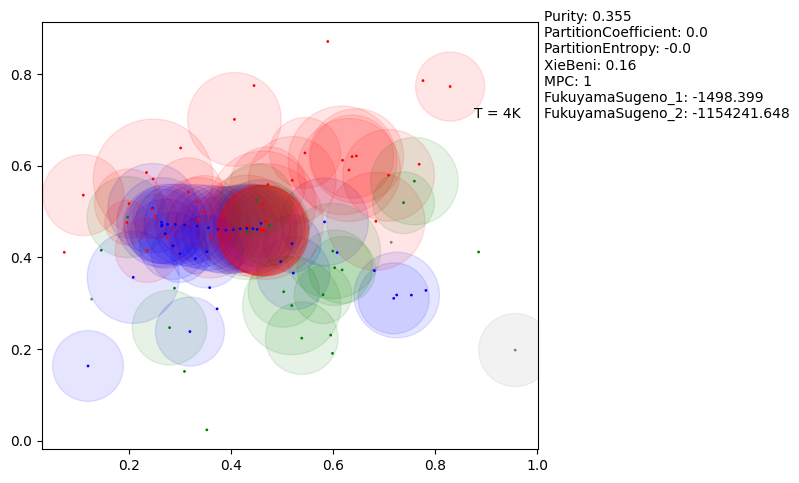 Purity: 0.355
PartitionCoefficient: 0.0
PartitionEntropy: -0.0
XieBeni: 0.16
MPC: 1
FukuyamaSugeno_1: -1498.399
FukuyamaSugeno_2: -1154241.648
T = 4K
0.8
0.6
0.4
0.2
0.0
0.2 0.4 0.6 0.8 1.0